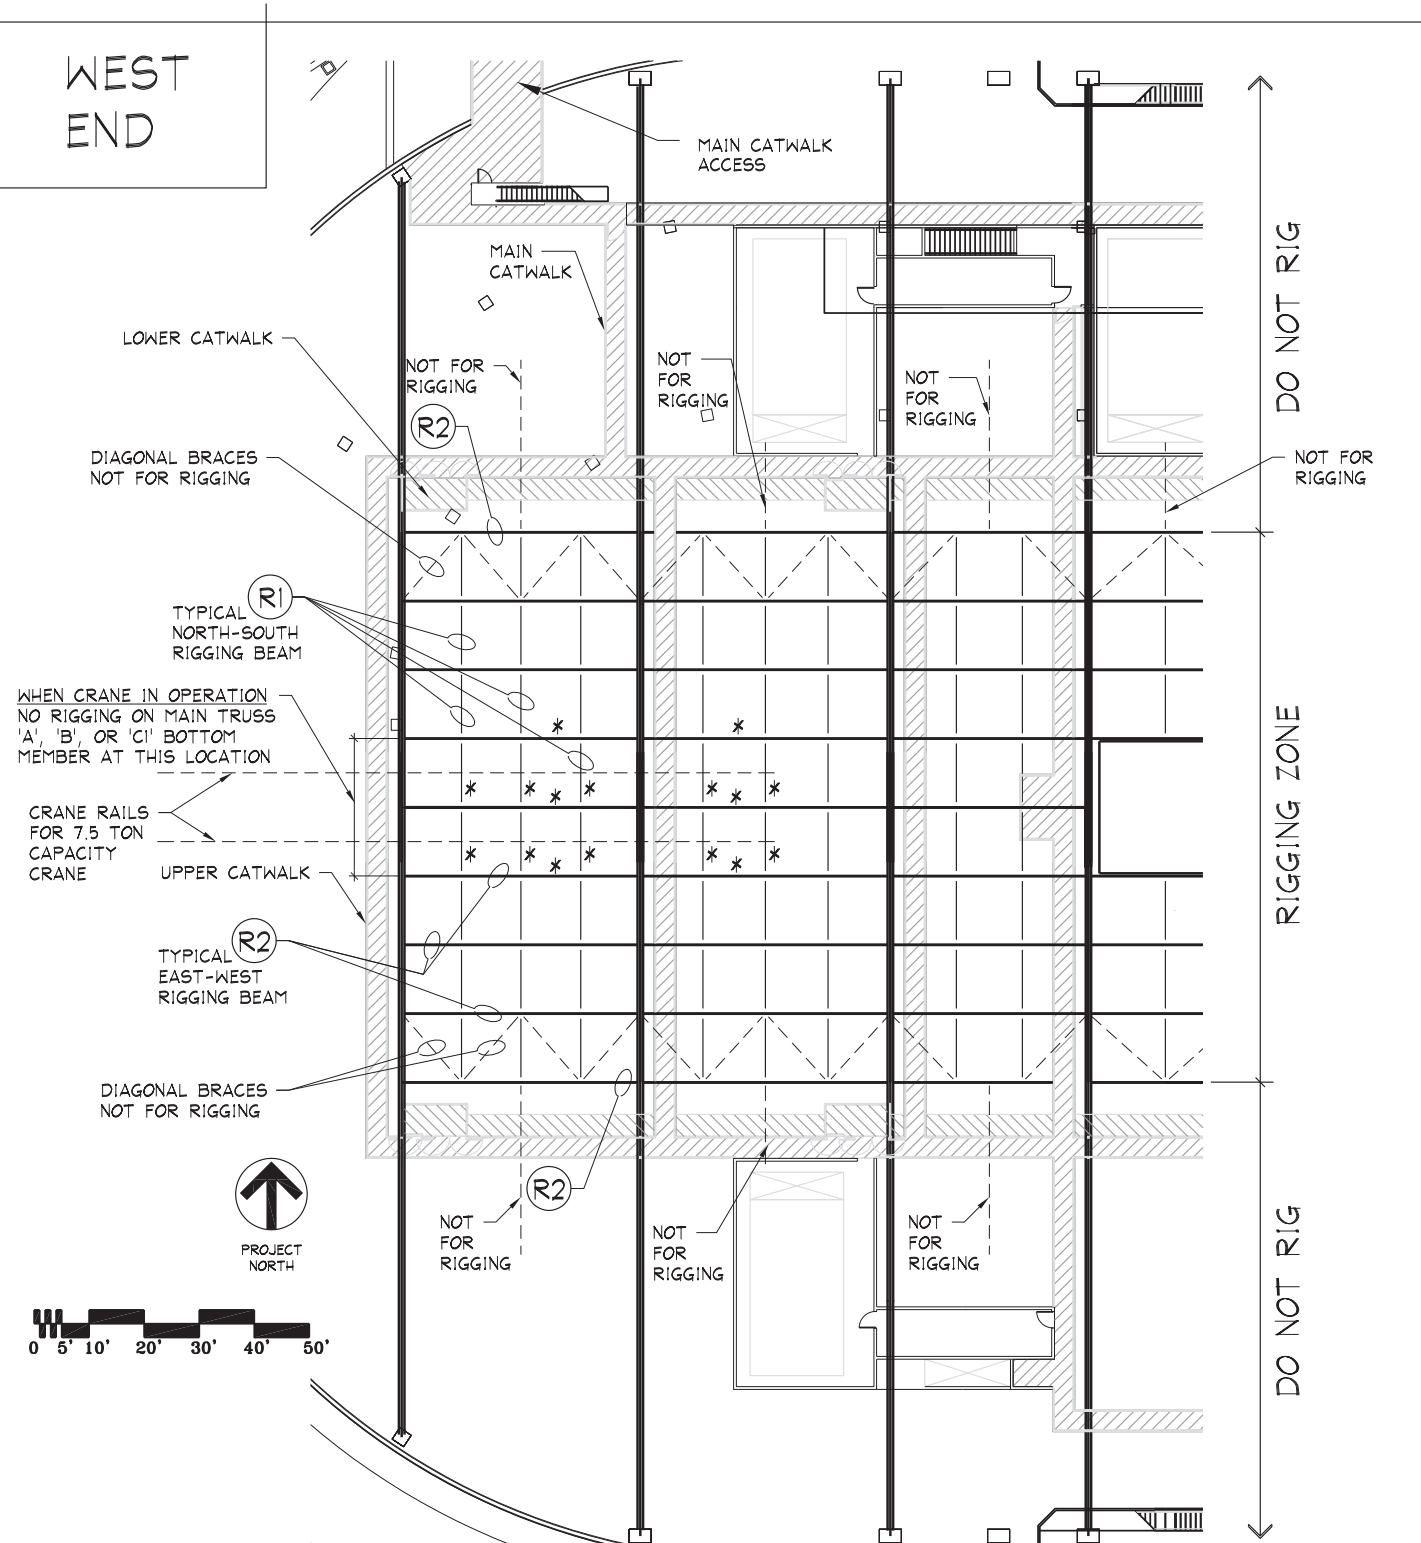 WEST
END
MAIN CATWALK
ACCESS
MAIN
CATWALK
LOWER CATWALK
NOT FOR
RIGGING
NOT
FOR
RIGGING
NOT
FOR
RIGGING
R2
DIAGONAL BRACES
NOT FOR RIGGING
NOT FOR
RIGGING
DO NOT RIG
R1
TYPICAL
NORTH-SOUTH
RIGGING BEAM
WHEN CRANE IN OPERATION
NO RIGGING ON MAIN TRUSS
'A', 'B', OR 'C1' BOTTOM
MEMBER AT THIS LOCATION
CRANE RAILS
FOR 7.5 TON
CAPACITY
CRANE
UPPER CATWALK
RIGGING ZONE
R2
TYPICAL
EAST-WEST
RIGGING BEAM
DIAGONAL BRACES
NOT FOR RIGGING
R2
NOT
FOR
RIGGING
NOT
FOR
RIGGING
NOT
FOR
RIGGING
DO NOT RIG
PROJECT
NORTH
0 5' 10' 20' 30' 40' 50'